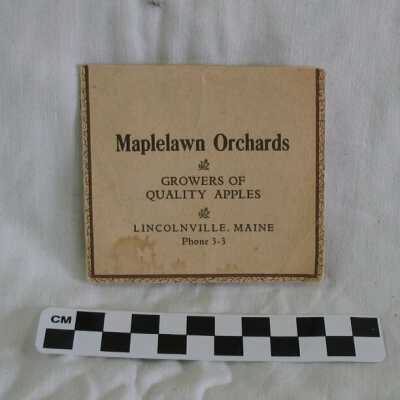 Maplelawn Orchards
GROWERS OF
QUALITY APPLES
LINCOLNVILLE, MAINE
Phone 3-3
CM